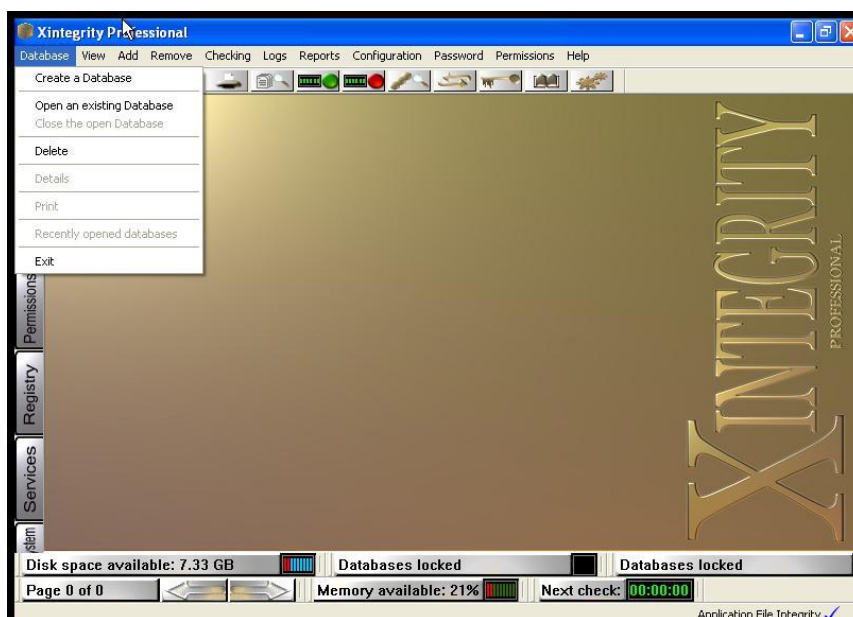 Xintegrity Professional
Database View Add Remove Checking Logs Reports Configuration Password Permissions Help
Create a Database
Open an existing Database
Close the open Database
Delete
Details
Print
Recently opened databases
Exit
Permissions
Registry
Services
XINTEGRITY
PROFESSIONAL
Disk space available: 7.33 GB Databases locked Databases locked
Page 0 of 0 Memory available: 21% Next check: 00:00:00
Application File Integrity